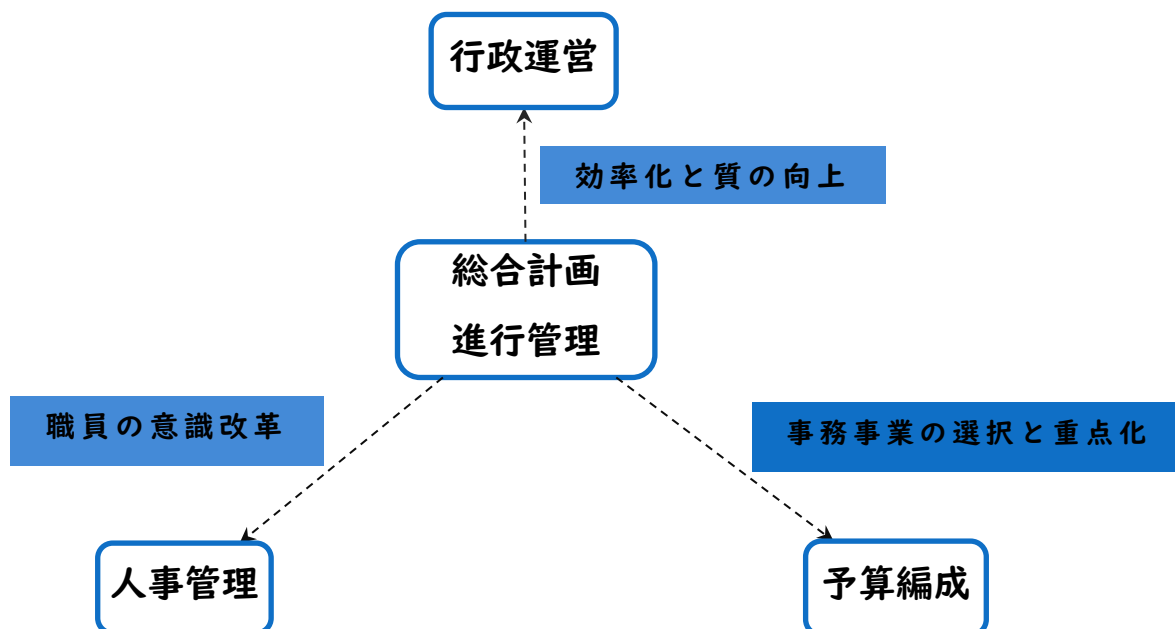 行政運営
効率化と質の向上
総合計画
進行管理
職員の意識改革
事務事業の選択と重点化
人事管理
予算編成